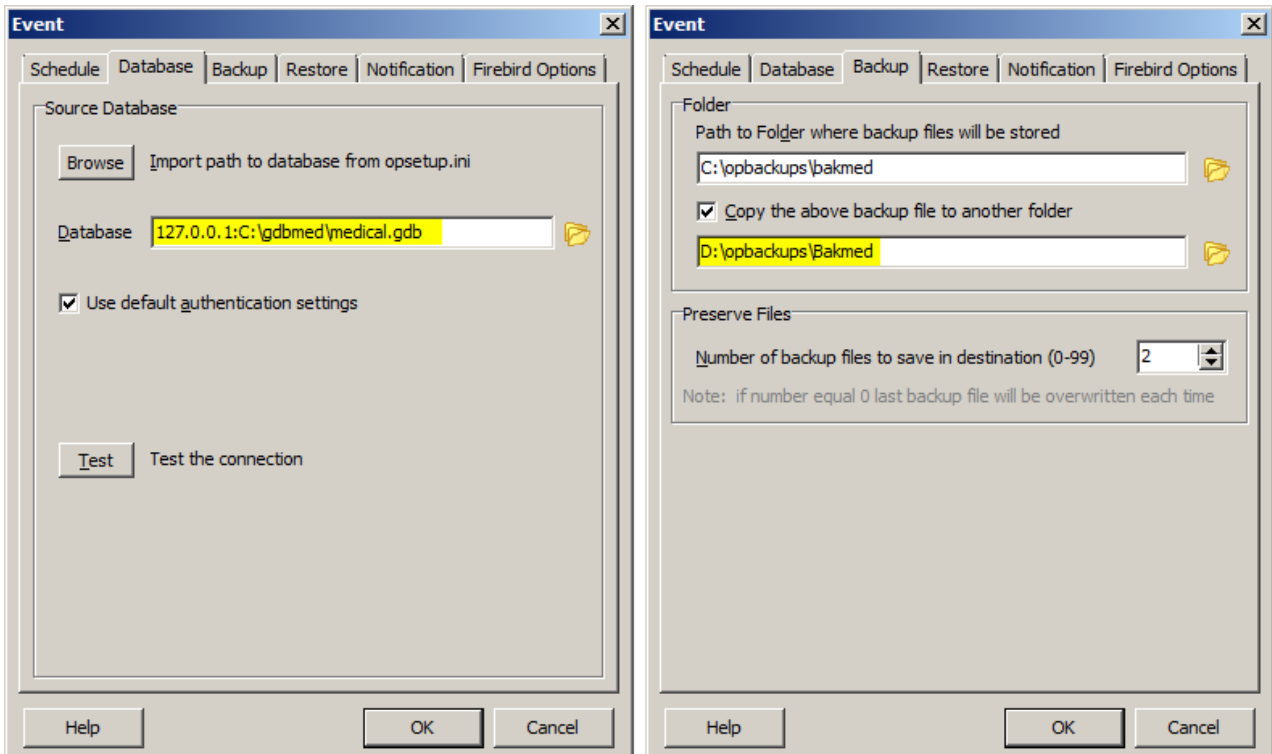 Event
Schedule Database Backup Restore Notification Firebird Options
Source Database
Browse Import path to database from opsetup.ini
Database 127.0.0.1:C:\gdbmed\medical.gdb
Use default authentication settings
Test Test the connection
Help OK Cancel
Event
Schedule Database Backup Restore Notification Firebird Options
Folder
Path to Folder where backup files will be stored
C:\opbackups\bakmed
Copy the above backup file to another folder
D:\opbackups\Bakmed
Preserve Files
Number of backup files to save in destination (0-99) 2
Note: if number equal 0 last backup file will be overwritten each time
Help OK Cancel